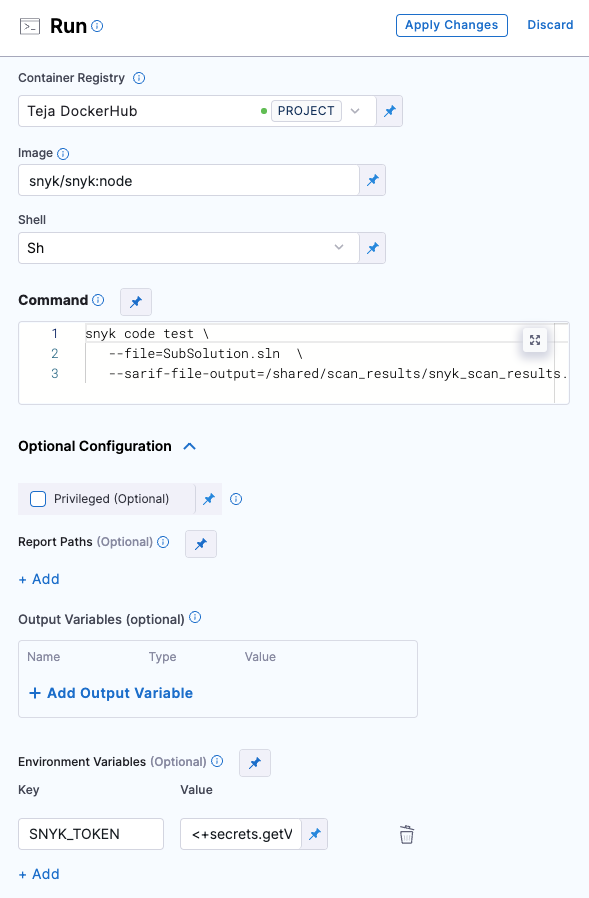 Run
Apply Changes
Discard
Container Registry
Teja DockerHub PROJECT
Image
snyk/snyk:node
Shell
Sh
Command
1 snyk code test \
2 --file=SubSolution.sln \
3 --sarif-file-output=/shared/scan_results/snyk_scan_results.
Optional Configuration
Privileged (Optional)
Report Paths (Optional)
+ Add
Output Variables (optional)
Name Type Value
+ Add Output Variable
Environment Variables (Optional)
Key Value
SNYK_TOKEN <+secrets.getV
+ Add